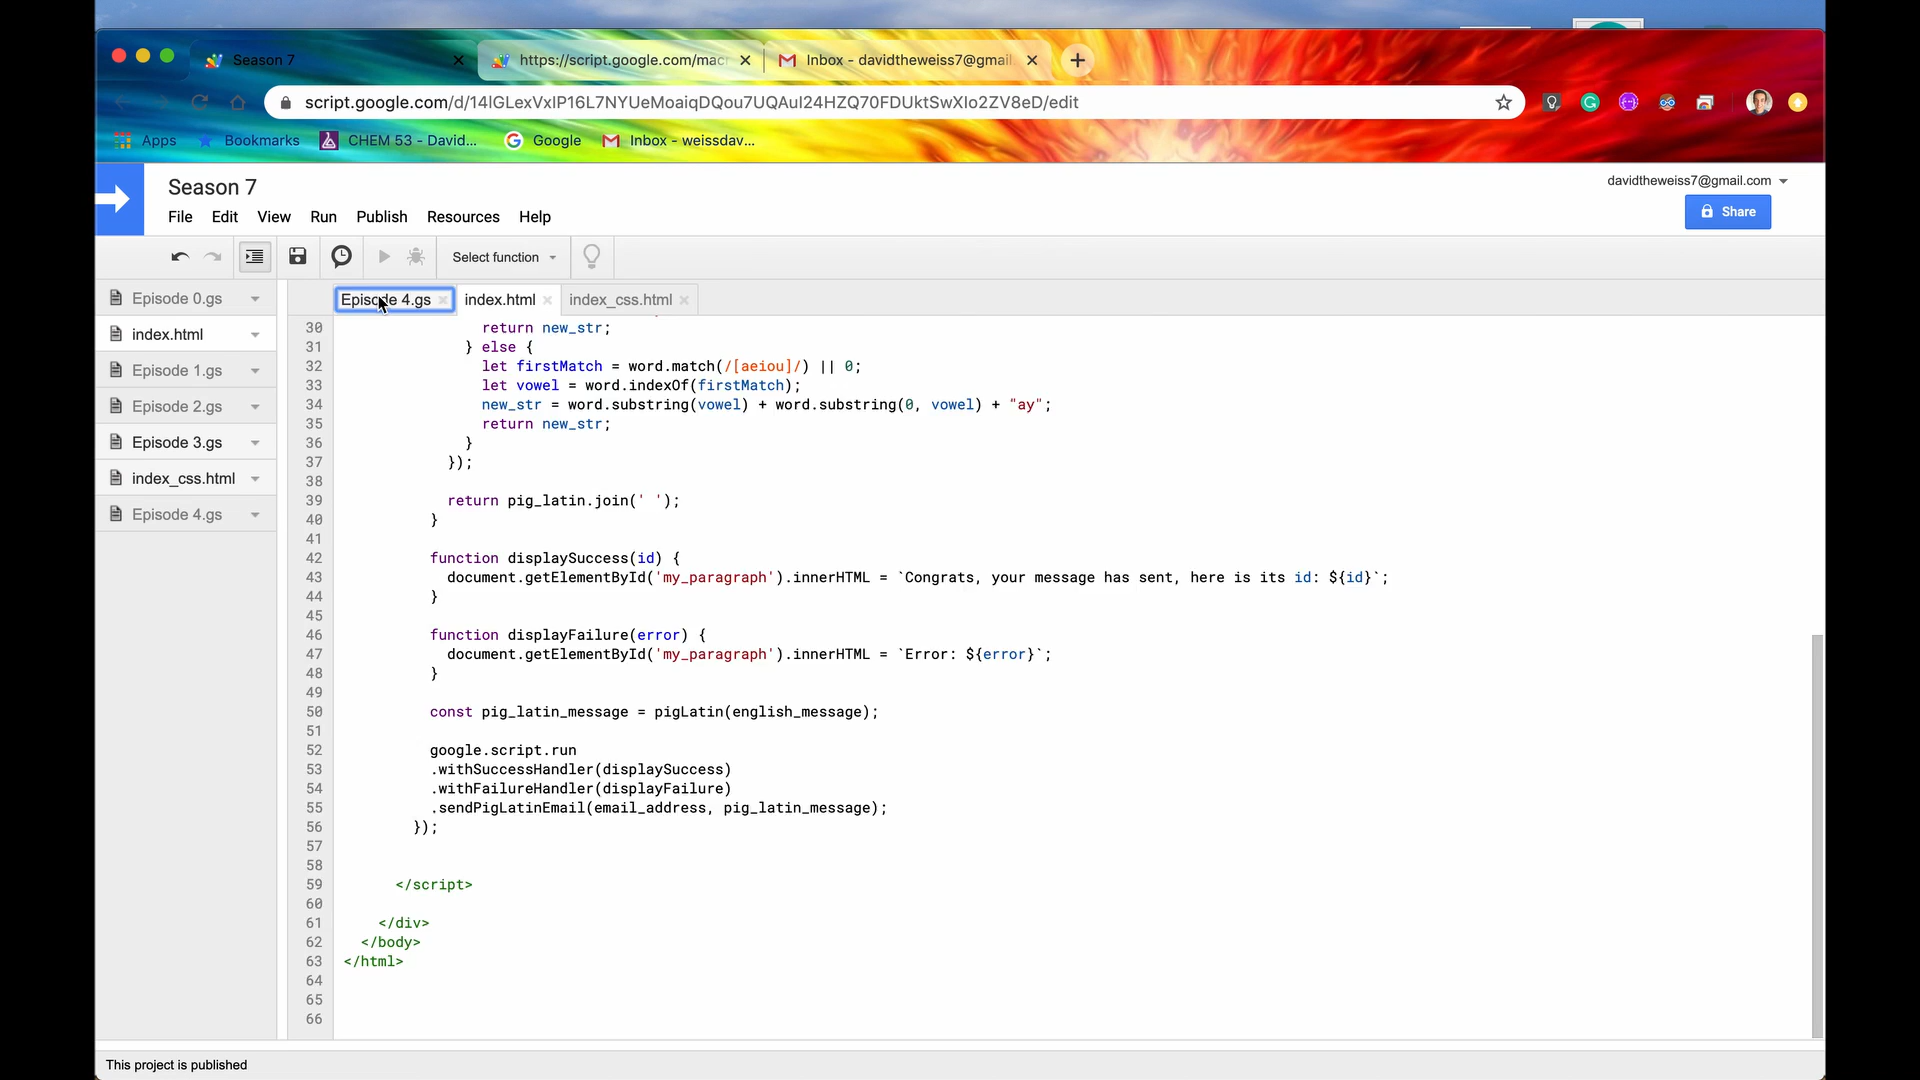 Season 7
https://script.google.com/mac
Inbox - davidtheweiss7@gmail
script.google.com/d/14lGLexVxlP16L7NYUeMoaiqDQou7UQAul24HZQ70FDUktSwXlo2ZV8eD/edit
Apps
Bookmarks
CHEM 53 - David...
Google
Inbox - weissdav...
Season 7
davidtheweiss7@gmail.com
File Edit View Run Publish Resources Help
Share
Select function
Episode 0.gs
index.html
Episode 1.gs
Episode 2.gs
Episode 3.gs
index_css.html
Episode 4.gs
Episode 4.gs
index.html
index_css.html
30 return new_str;
31 } else {
32 let firstMatch = word.match(/[aeiou]/) || 0;
33 let vowel = word.indexOf(firstMatch);
34 new_str = word.substring(vowel) + word.substring(0, vowel) + "ay";
35 return new_str;
36 }
37 });
38
39 return pig_latin.join(' ');
40 }
41
42 function displaySuccess(id) {
43 document.getElementById('my_paragraph').innerHTML = `Congrats, your message has sent, here is its id: ${id}`;
44 }
45
46 function displayFailure(error) {
47 document.getElementById('my_paragraph').innerHTML = `Error: ${error}`;
48 }
49
50 const pig_latin_message = pigLatin(english_message);
51
52 google.script.run
53 .withSuccessHandler(displaySuccess)
54 .withFailureHandler(displayFailure)
55 .sendPigLatinEmail(email_address, pig_latin_message);
56 });
57
58
59 </script>
60
61 </div>
62 </body>
63 </html>
64
65
66
This project is published